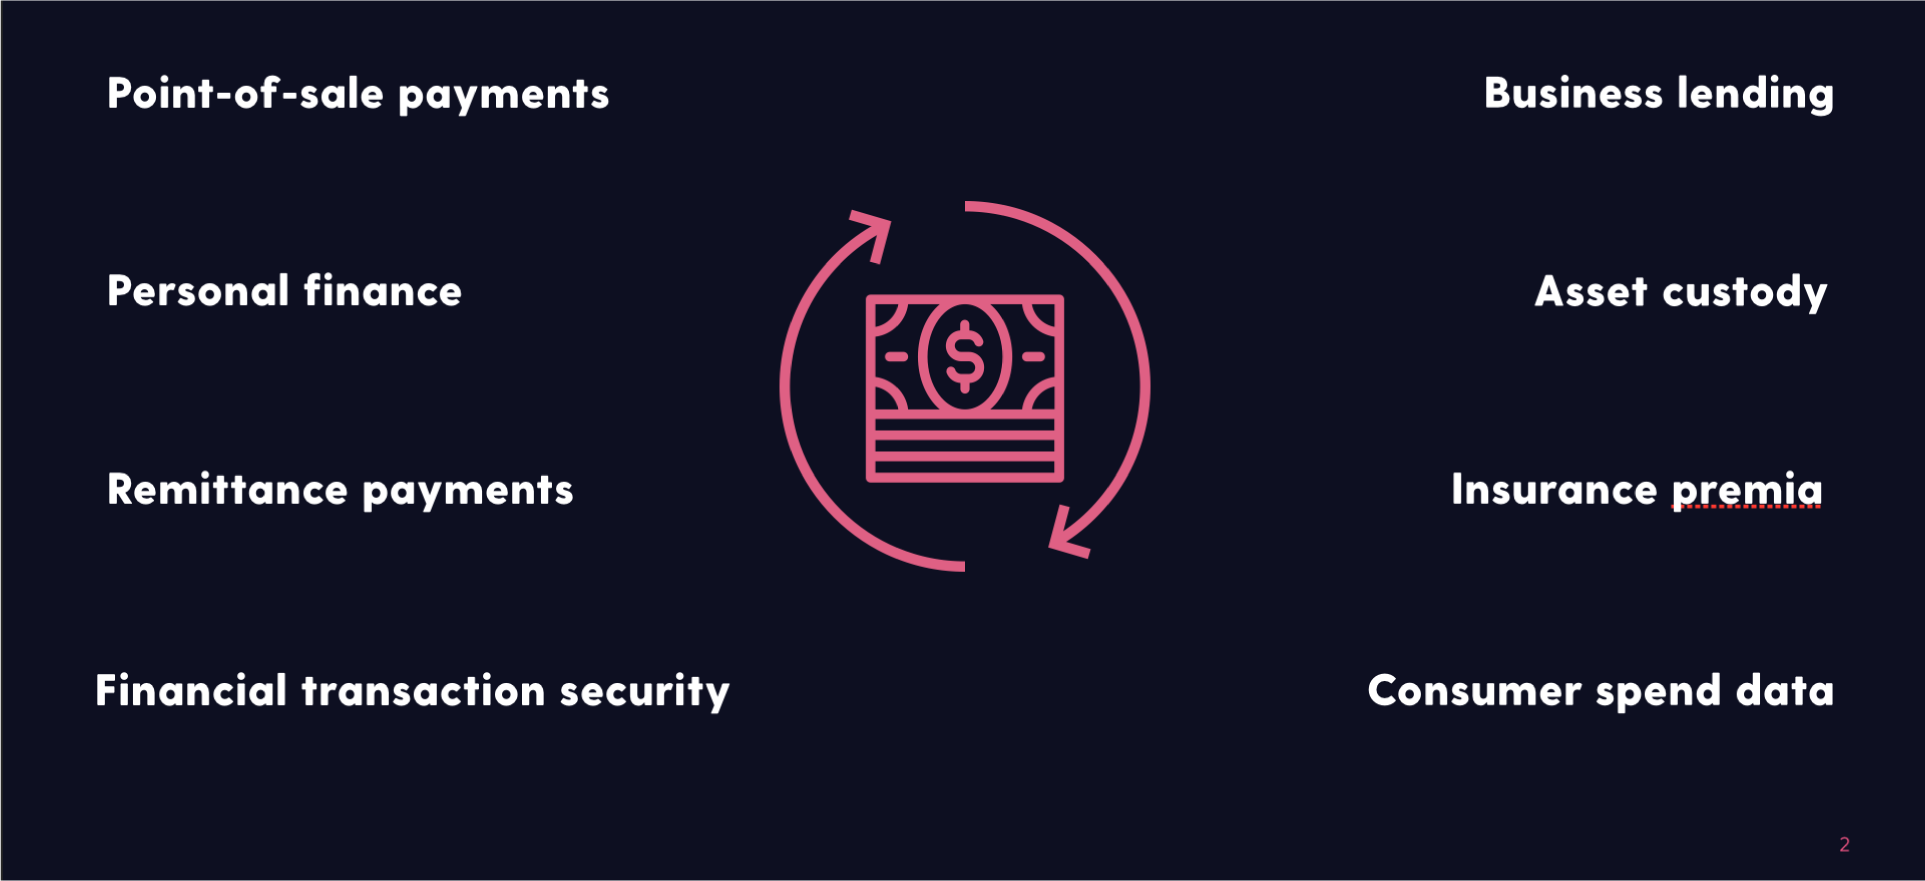 Point-of-sale payments
Business lending
Personal finance
Asset custody
$
Remittance payments
Insurance premia
Financial transaction security
Consumer spend data
2